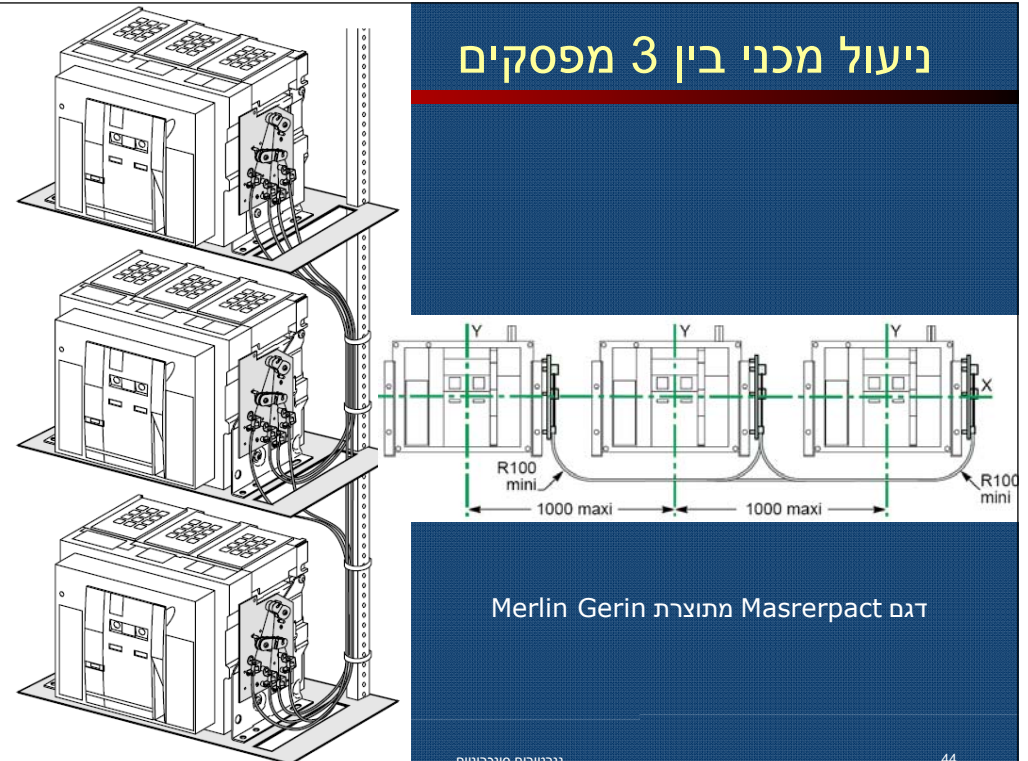 ניעול מכני בין 3 מפסקים
Y Y Y
X
R100
mini
R100
mini
1000 maxi 1000 maxi
דגם Masrerpact מתוצרת Merlin Gerin
44